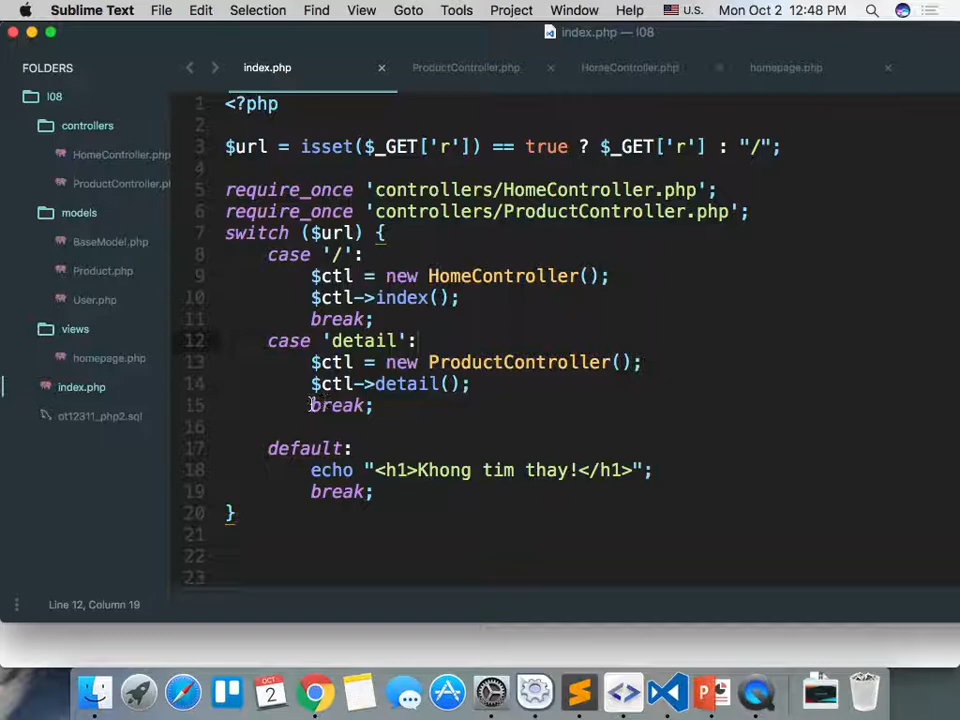 Sublime Text File Edit Selection Find View Goto Tools Project Window Help U.S. Mon Oct 2 12:48 PM
index.php — l08
FOLDERS
l08
controllers
HomeController.php
ProductController.pl
models
BaseModel.php
Product.php
User.php
views
homepage.php
index.php
ot12311_php2.sql
index.php × ProductController.php × HomeController.php homepage.php ×
1 <?php
2
3 $url = isset($_GET['r']) == true ? $_GET['r'] : "/";
4
5 require_once 'controllers/HomeController.php';
6 require_once 'controllers/ProductController.php';
7 switch ($url) {
8 case '/':
9 $ctl = new HomeController();
10 $ctl->index();
11 break;
12 case 'detail':
13 $ctl = new ProductController();
14 $ctl->detail();
15 break;
16
17 default:
18 echo "<h1>Khong tim thay!</h1>";
19 break;
20 }
21
22
23
Line 12, Column 19
OCT
2